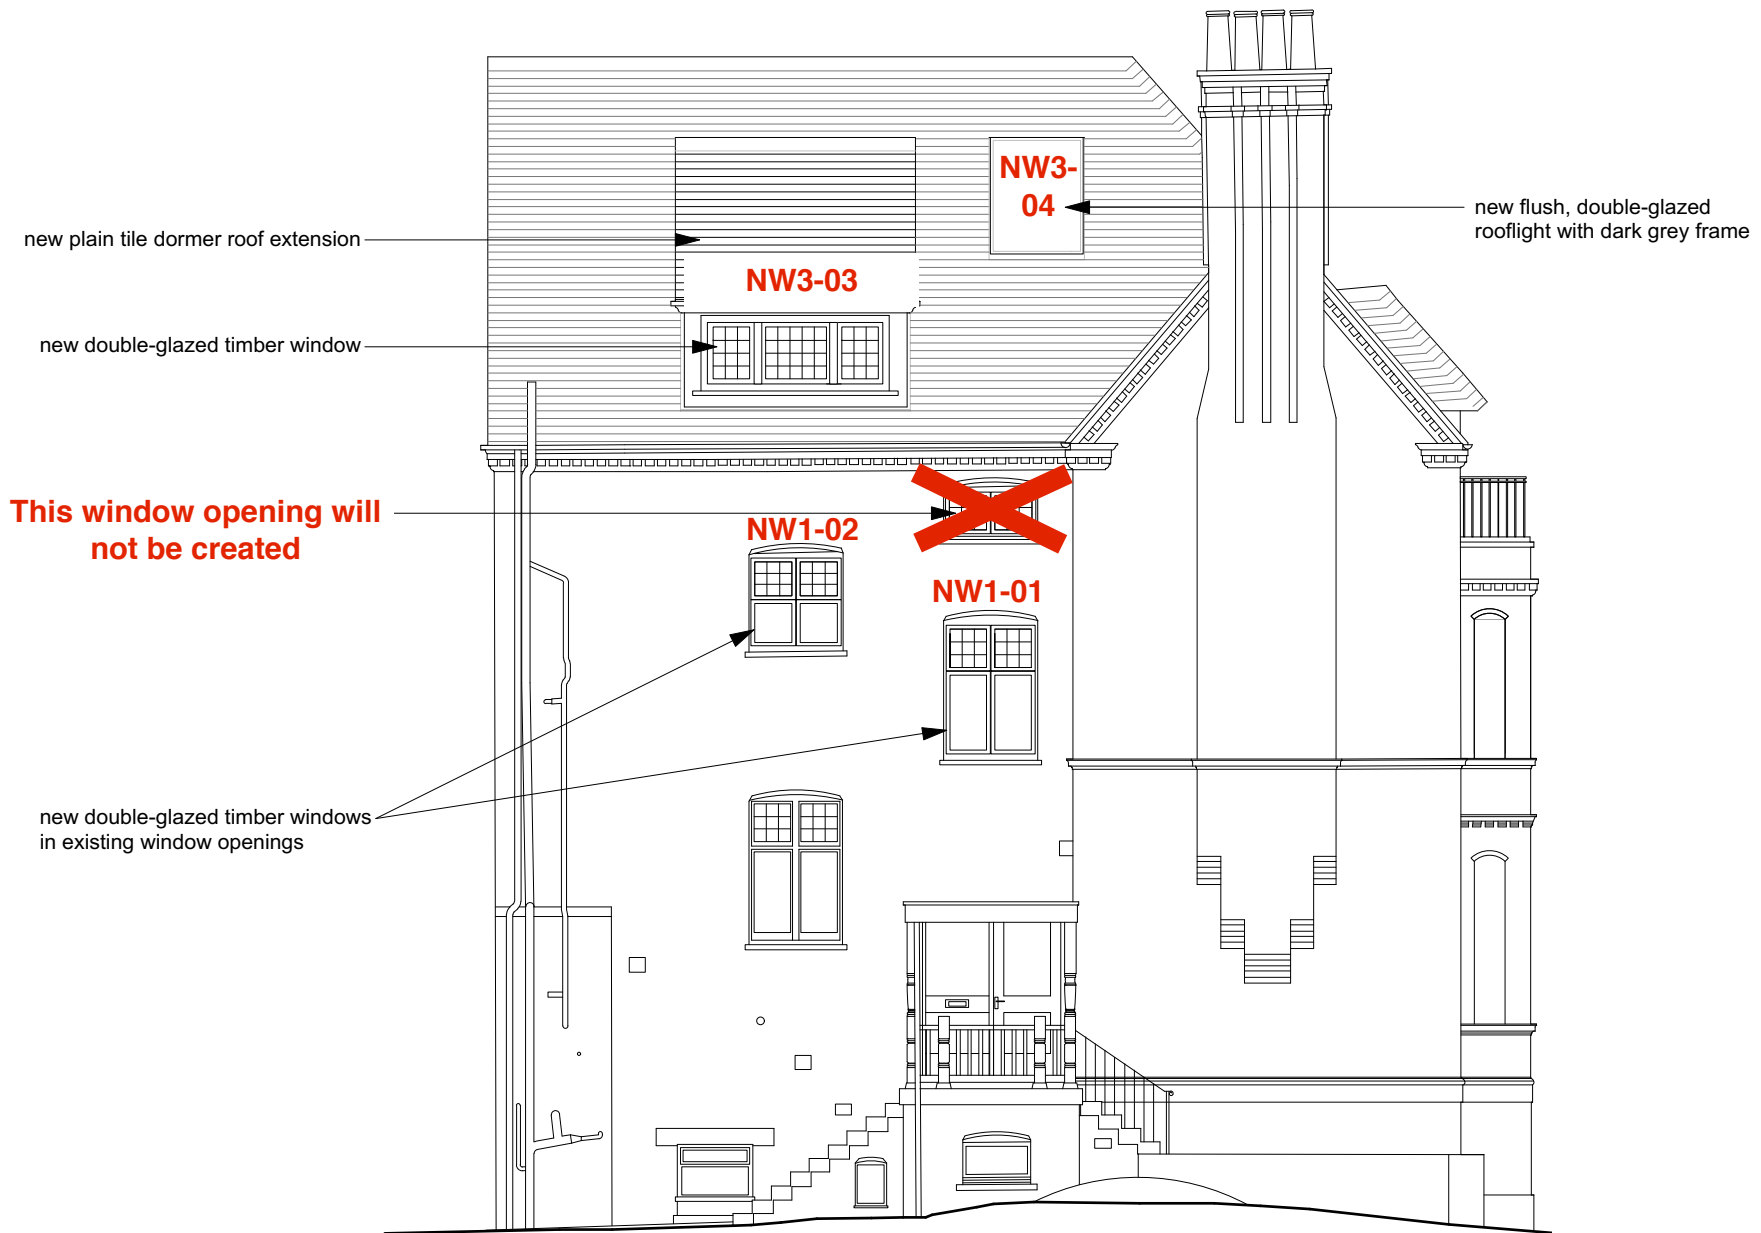 NW3-
04
new flush, double-glazed
rooflight with dark grey frame
new plain tile dormer roof extension
NW3-03
new double-glazed timber window
This window opening will
not be created
NW1-02
NW1-01
new double-glazed timber windows
in existing window openings